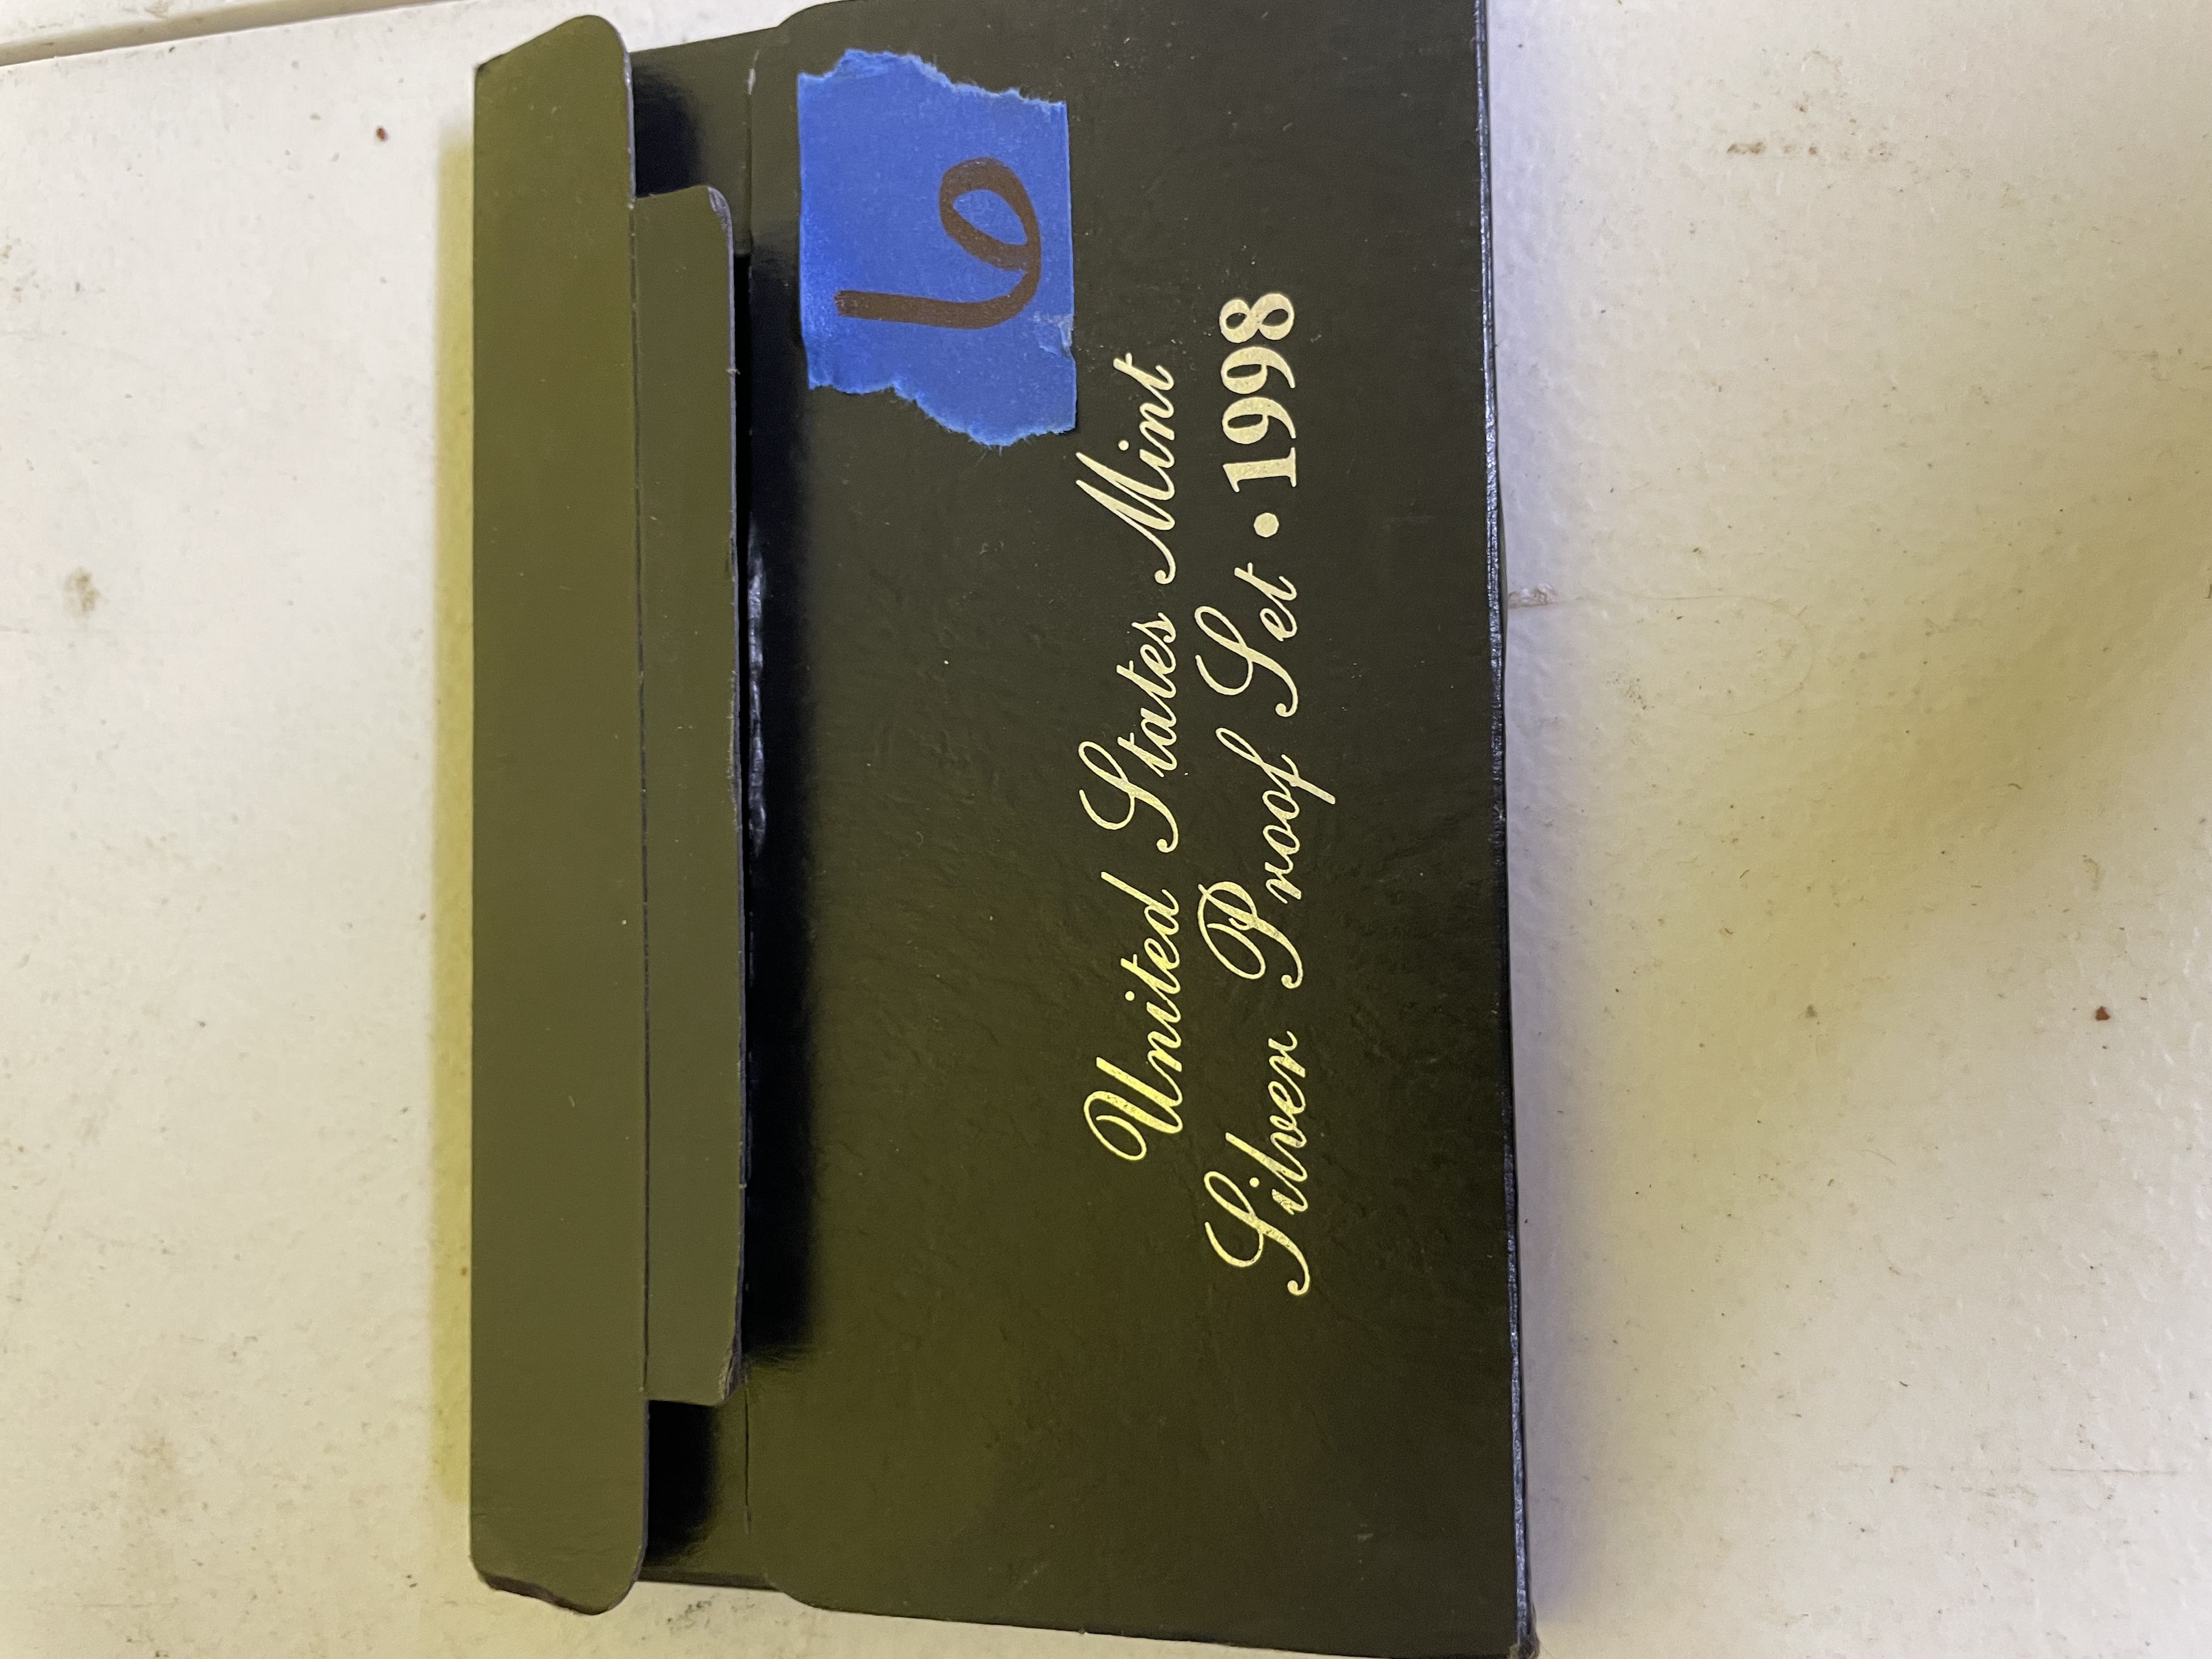 6
United States Mint
Silver Proof Set • 1998